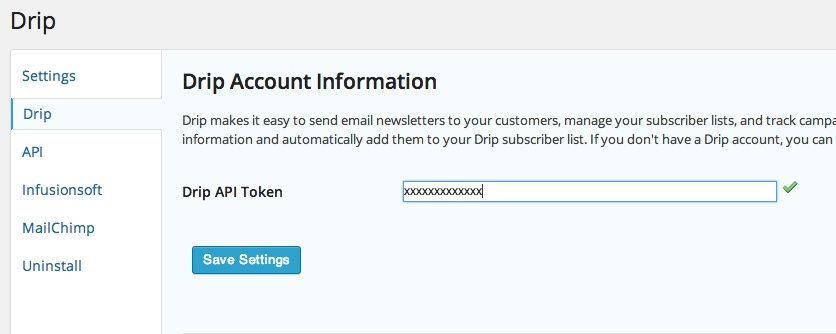 Drip
Settings
Drip
API
Infusionsoft
MailChimp
Uninstall
Drip Account Information
Drip makes it easy to send email newsletters to your customers, manage your subscriber lists, and track campa
information and automatically add them to your Drip subscriber list. If you don't have a Drip account, you can
Drip API Token
xxxxxxxxxxxxx
Save Settings